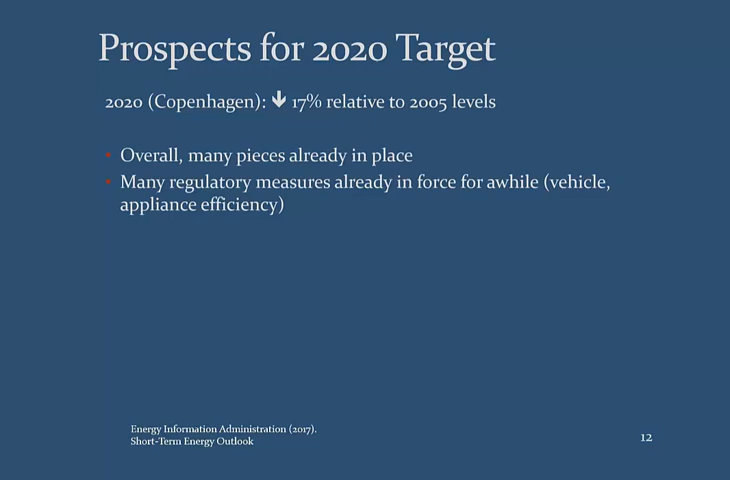 Prospects for 2020 Target
2020 (Copenhagen): 🡻 17% relative to 2005 levels
• Overall, many pieces already in place
• Many regulatory measures already in force for awhile (vehicle,
appliance efficiency)
Energy Information Administration (2017).
Short-Term Energy Outlook
12